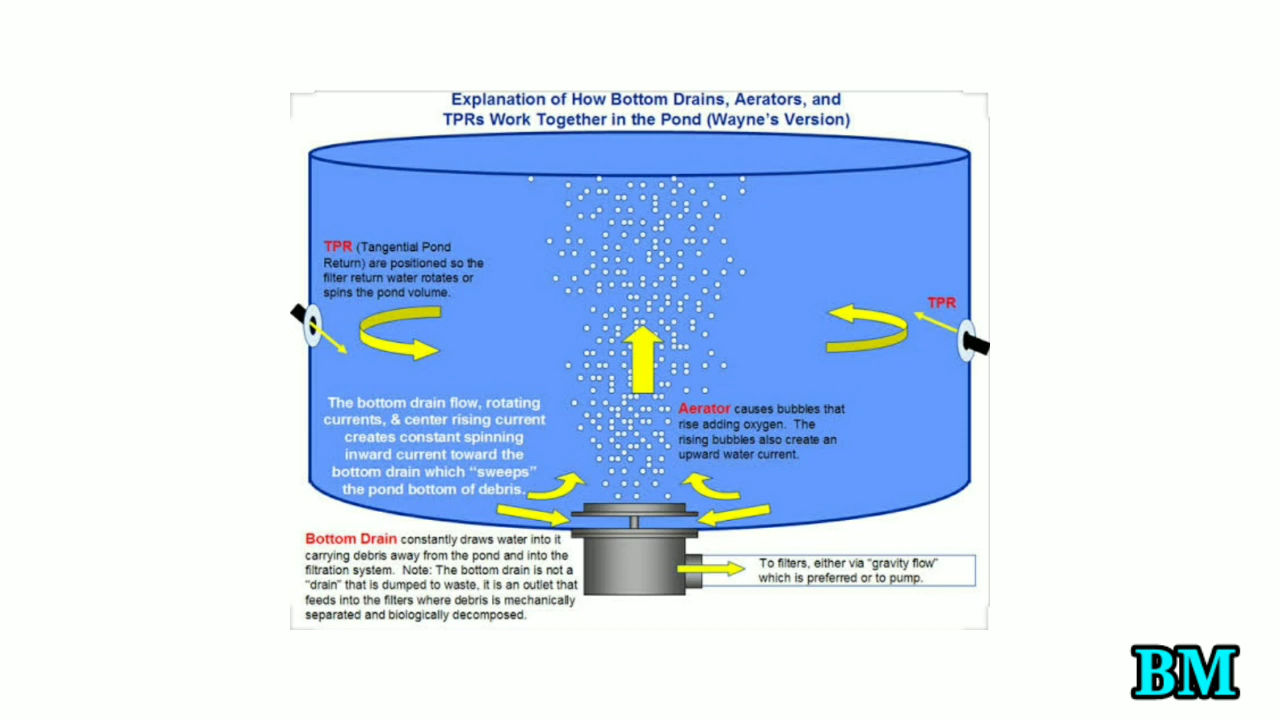 Explanation of How Bottom Drains, Aerators, and
TPRs Work Together in the Pond (Wayne's Version)
TPR (Tangential Pond
Return) are positioned so the
filter return water rotates or
spins the pond volume.
TPR
The bottom drain flow, rotating
currents, & center rising current
creates constant spinning
inward current toward the
bottom drain which "sweeps"
the pond bottom of debris.
Aerator causes bubbles that
rise adding oxygen. The
rising bubbles also create an
upward water current.
Bottom Drain constantly draws water into it
carrying debris away from the pond and into the
filtration system. Note: The bottom drain is not a
"drain" that is dumped to waste, it is an outlet that
feeds into the filters where debris is mechanically
separated and biologically decomposed.
To filters, either via "gravity flow"
which is preferred or to pump.
BM